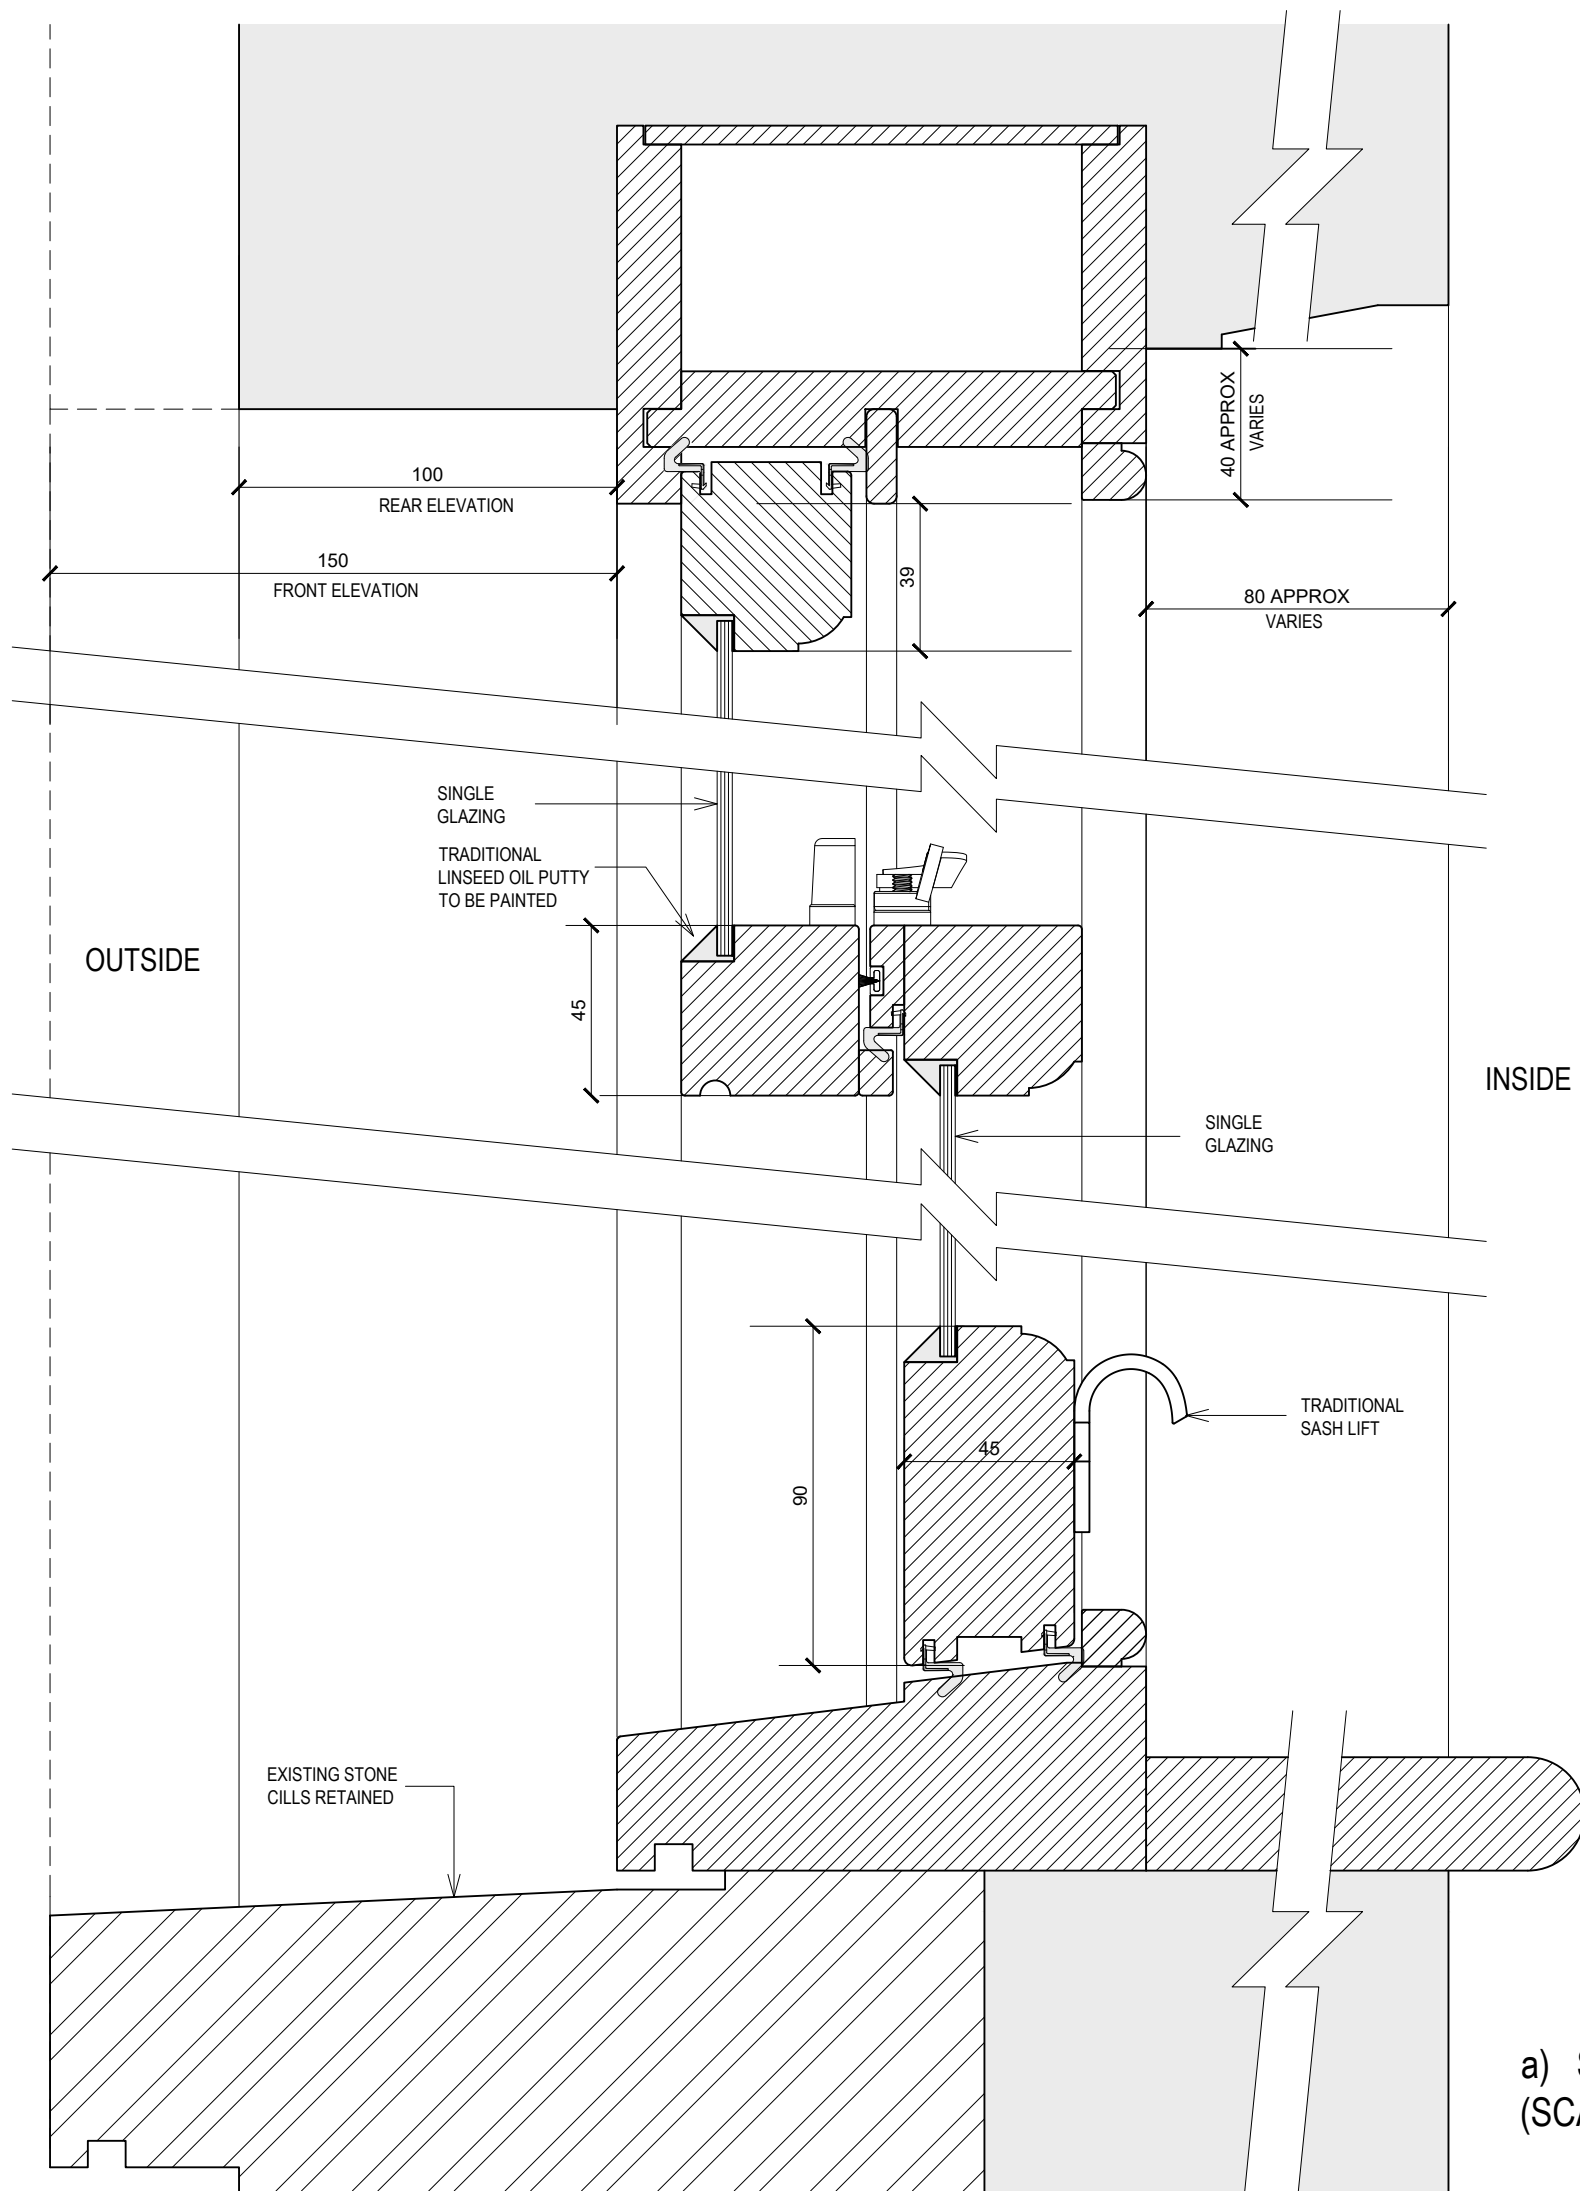 40 APPROX
VARIES
100
REAR ELEVATION
150
FRONT ELEVATION
39
80 APPROX
VARIES
SINGLE
GLAZING
TRADITIONAL
LINSEED OIL PUTTY
TO BE PAINTED
OUTSIDE
45
INSIDE
SINGLE
GLAZING
TRADITIONAL
SASH LIFT
45
90
EXISTING STONE
CILLS RETAINED
a)